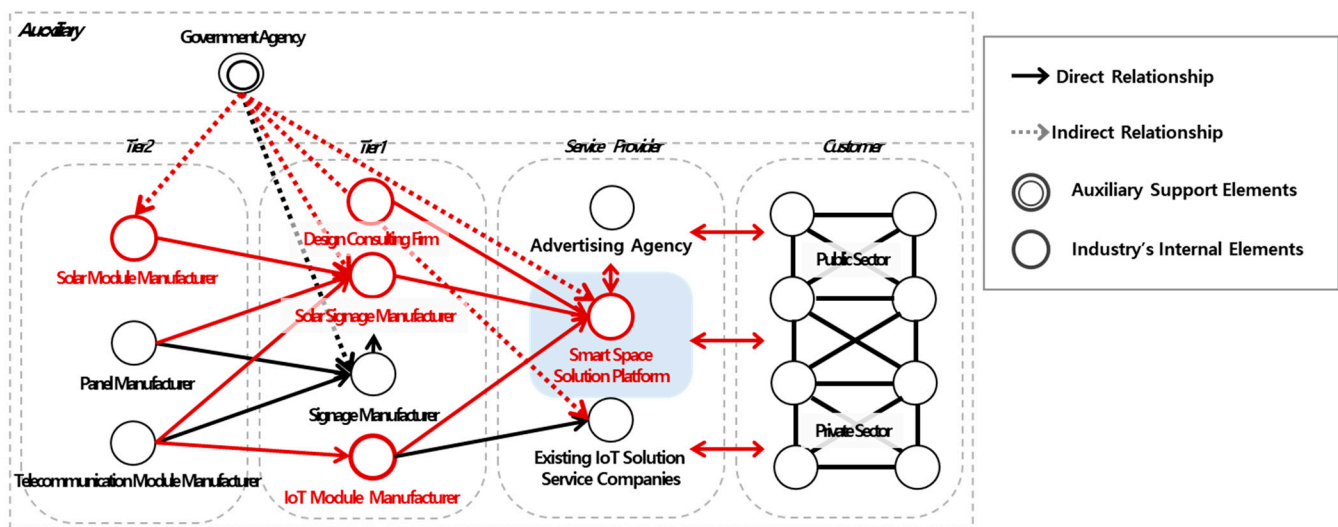 Auoxiliary
Government Agency
Tier2
Tier1
Service Provider
Customer
Solar Module Manufacturer
Design Consulting Firm
Solar Signage Manufacturer
Panel Manufacturer
Signage Manufacturer
Telecommunication Module Manufacturer
IoT Module Manufacturer
Advertising Agency
Smart Space
Solution Platform
Existing IoT Solution
Service Companies
Public Sector
Private Sector
Direct Relationship
Indirect Relationship
Auxiliary Support Elements
Industry's Internal Elements